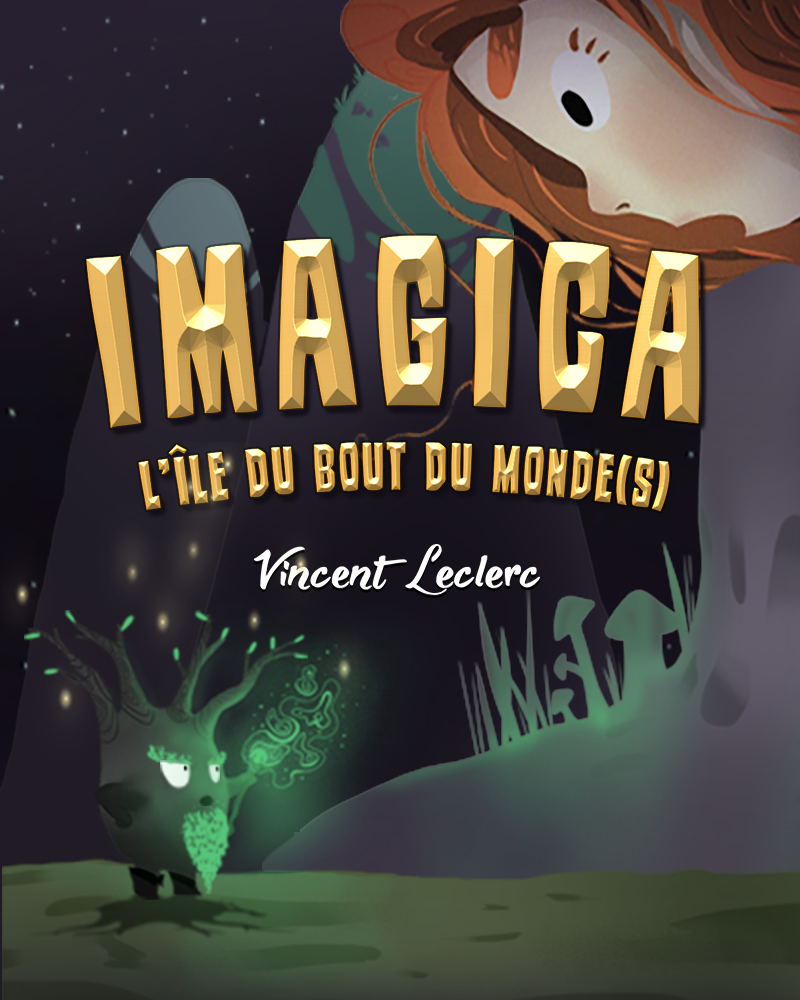 IMAGICA
L'ÎLE DU BOUT DU MONDE(S)
Vincent Leclerc